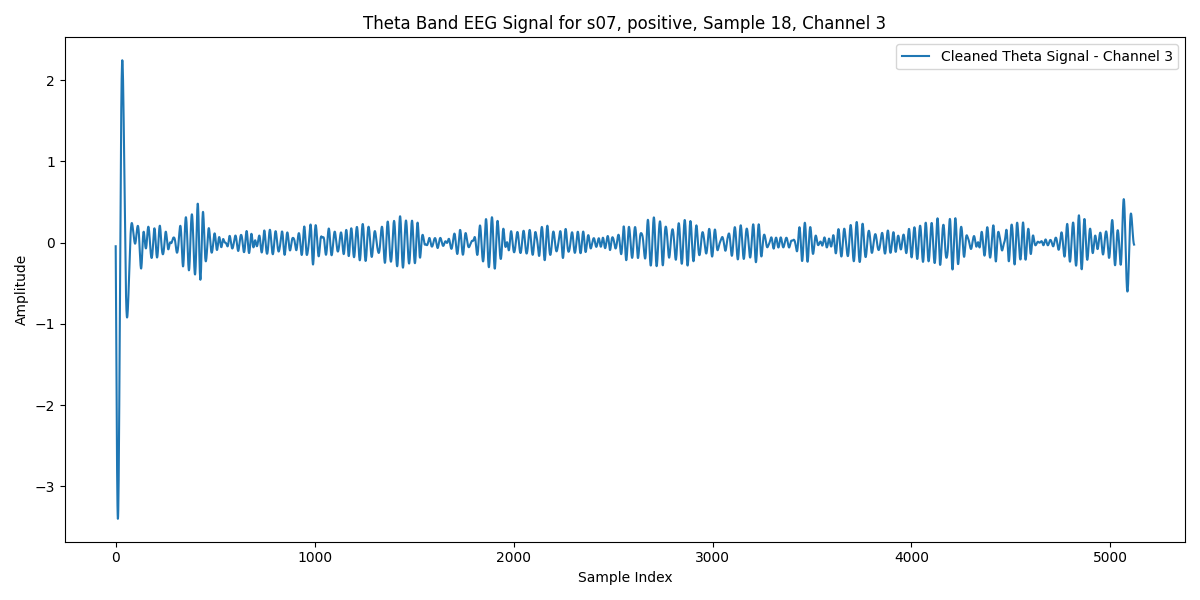 Theta Band EEG Signal for s07, positive, Sample 18, Channel 3
Cleaned Theta Signal - Channel 3
Amplitude
2
1
0
−1
−2
−3
0 1000 2000 3000 4000 5000
Sample Index